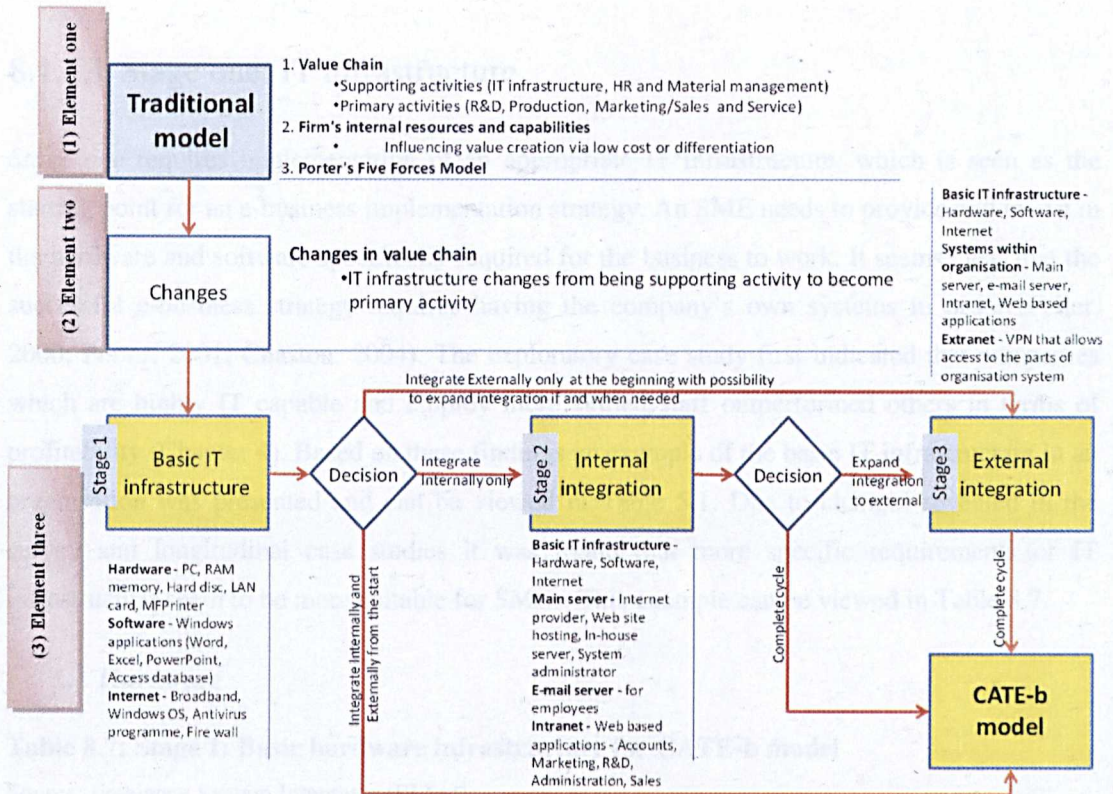 (1) Element one
Traditional
model
1. Value Chain
•Supporting activities (IT infrastructure, HR and Material management)
•Primary activities (R&D, Production, Marketing/Sales and Service)
2. Firm's internal resources and capabilities
• Influencing value creation via low cost or differentiation
3. Porter's Five Forces Model
(2) Element two
Changes
Changes in value Chain
•IT infrastructure changes from being supporting activity to become
primary activity
Basic IT infrastructure -
Hardware, Software,
Internet
Systems within
organisation - Main
server, e-mail server,
Intranet, Web based
applications
Extranet - VPN that allows
access to the parts of
organisation system
Integrate Externally only at the beginning with possibility
to expand integration if and when needed
(3) Element three
Stage 1
Basic IT
infrastructure
Decision
Integrate
Internally only
Stage 2
Internal
integration
Decision
Expand
integration
to external
Stage 3
External
integration
Hardware - PC, RAM
memory, Hard disc, LAN
card, MFPrinter
Software - Windows
applications (Word,
Excel, PowerPoint,
Access database)
Internet - Broadband,
Windows OS, Antivirus
programme, Fire wall
Integrate Internally and
Externally from the start
Basic IT infrastructure -
Hardware, Software,
Internet
Main server - Internet
provider, Web site
hosting, In-house
server, System
administrator
E-mail server - for
employees
Intranet - Web based
applications - Accounts,
Marketing, R&D,
Administration, Sales
Complete cycle
Complete cycle
CATE-b
model